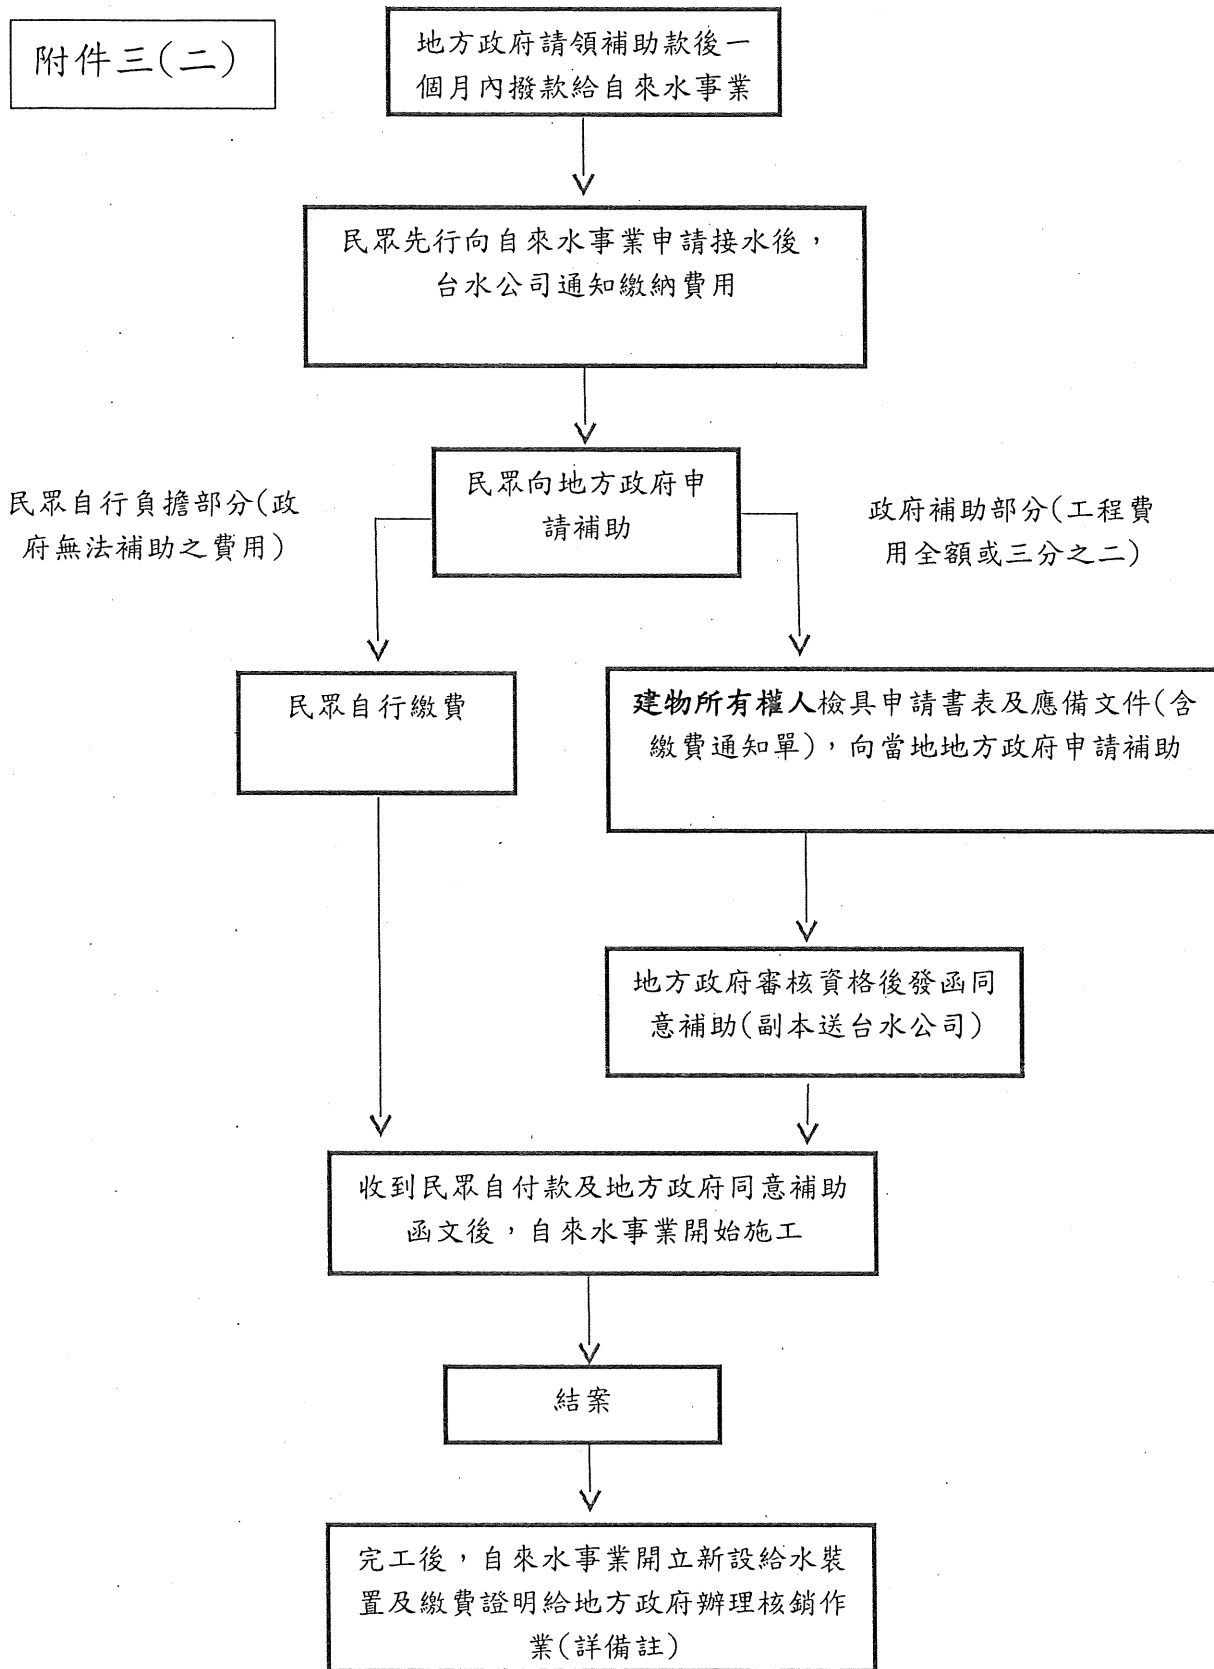 附件三(二)
地方政府請領補助款後一
個月內撥款給自來水事業
民眾先行向自來水事業申請接水後，
台水公司通知繳納費用
民眾向地方政府申
請補助
民眾自行負擔部分(政
府無法補助之費用)
政府補助部分(工程費
用全額或三分之二)
民眾自行繳費
建物所有權人檢具申請書表及應備文件(含
繳費通知單)，向當地地方政府申請補助
地方政府審核資格後發函同
意補助(副本送台水公司)
收到民眾自付款及地方政府同意補助
函文後，自來水事業開始施工
結案
完工後，自來水事業開立新設給水裝
置及繳費證明給地方政府辦理核銷作
業(詳備註)